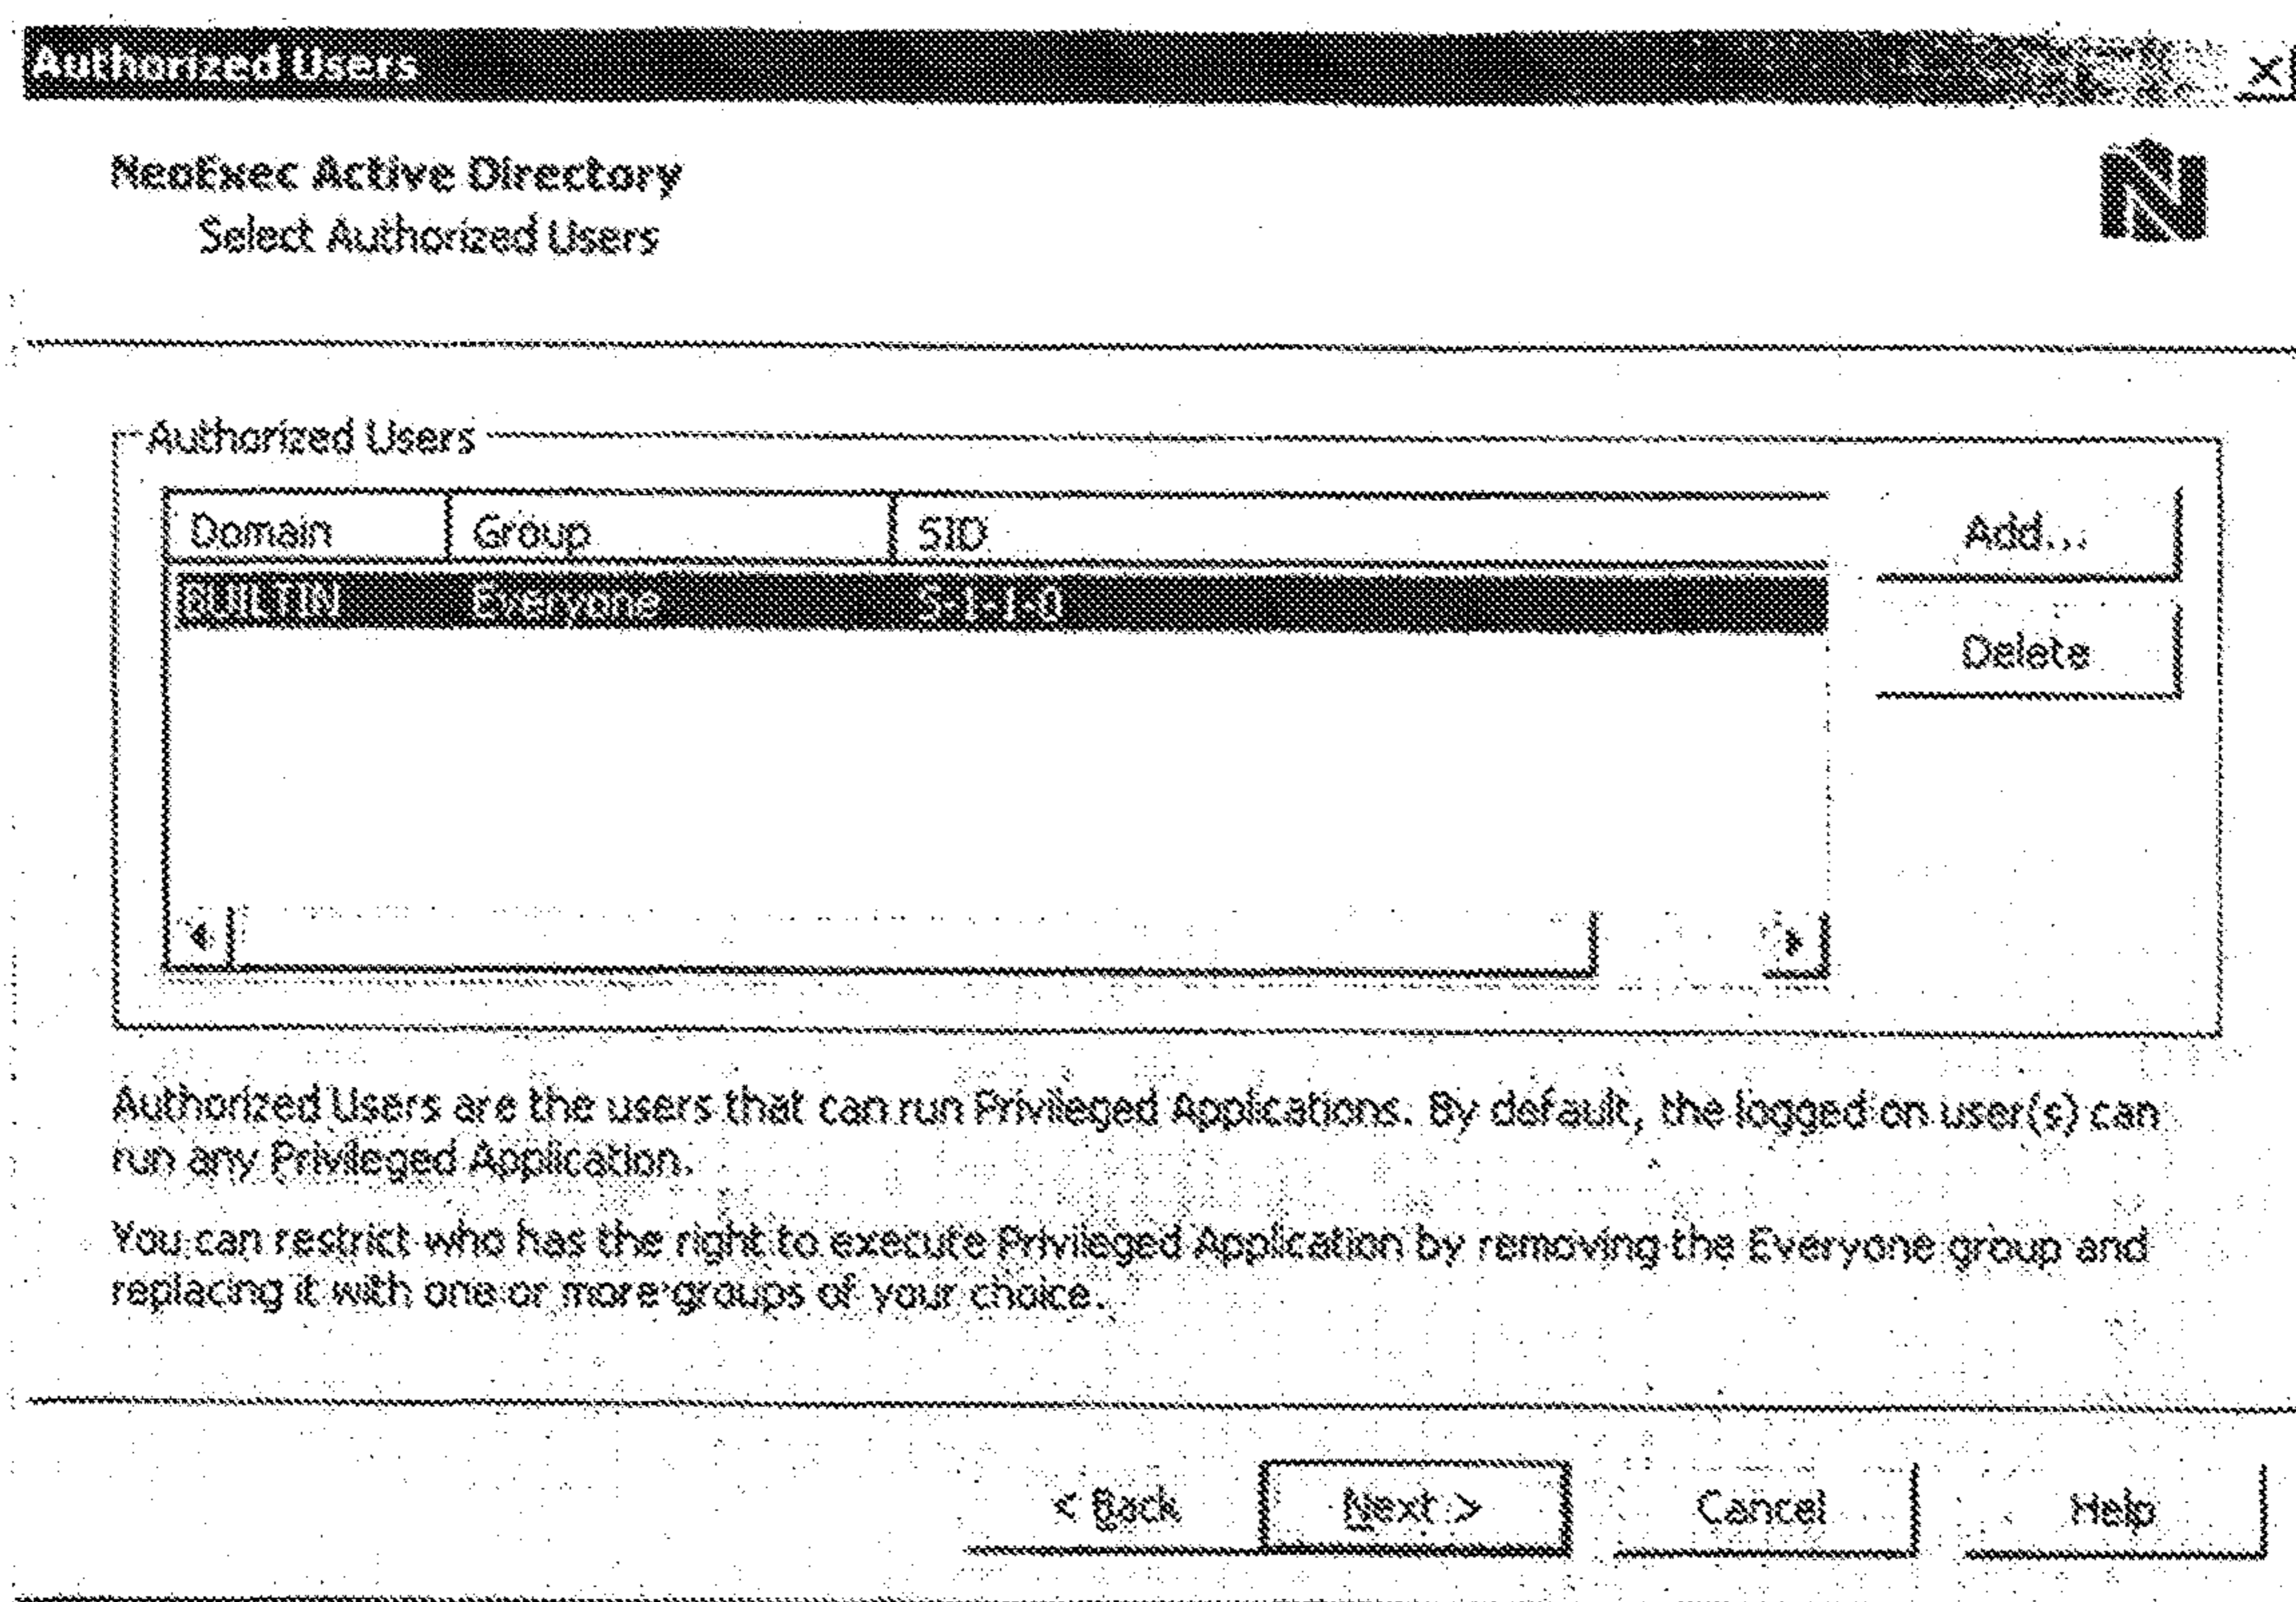 Authorized Users
NeoExec Active Directory
Select Authorized Users
Authorized Users
Domain Group SID
Add...
BUILTIN Everyone S-1-1-0
Delete
Authorized Users are the users that can run Privileged Applications. By default, the logged on user(s) can
run any Privileged Application.
You can restrict who has the right to execute Privileged Application by removing the Everyone group and
replacing it with one or more groups of your choice.
< Back Next > Cancel Help